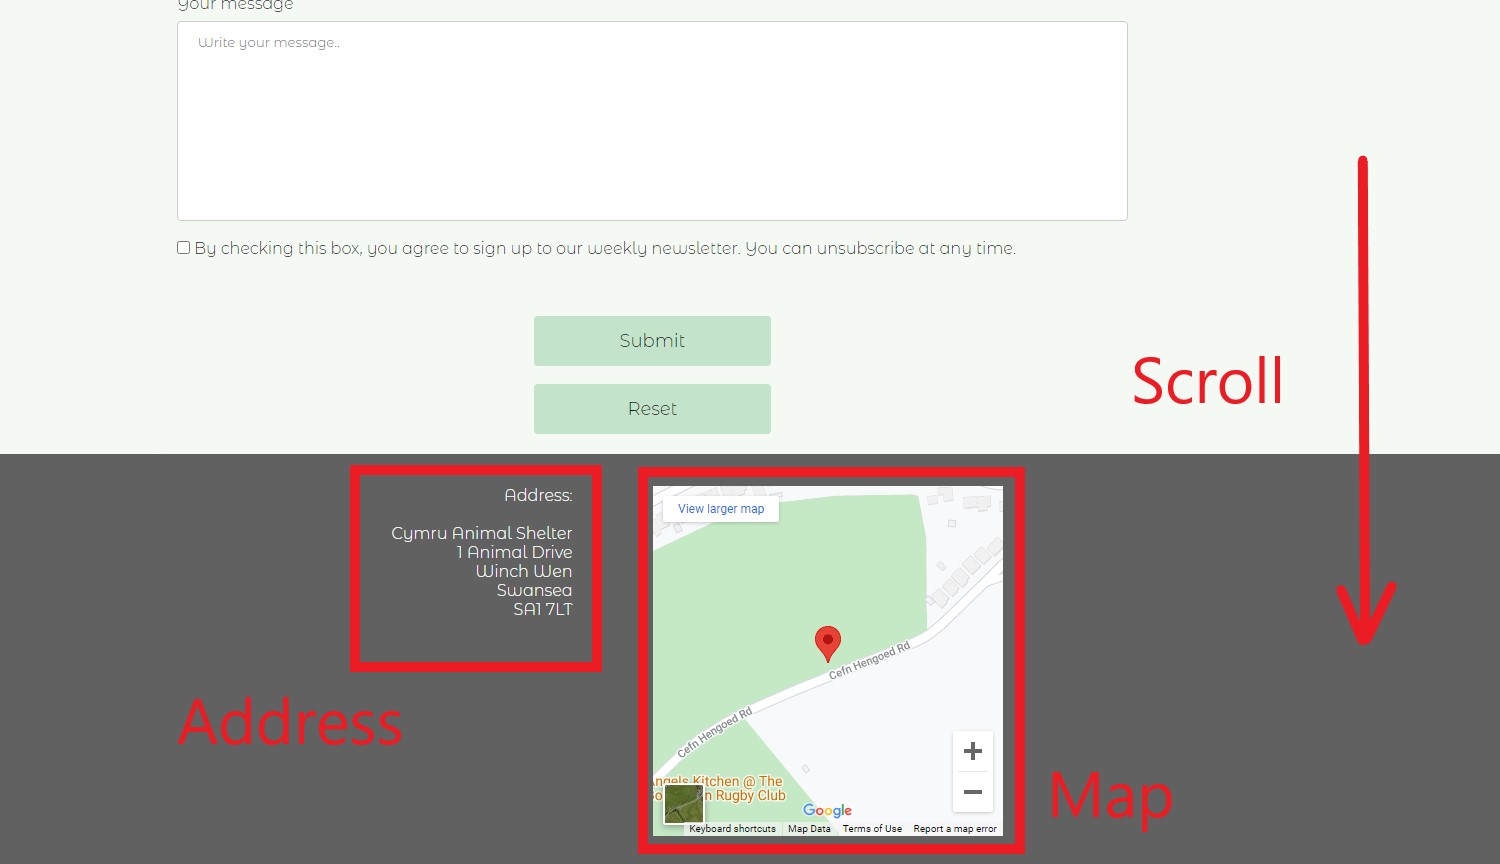 Your message
Write your message..
By checking this box, you agree to sign up to our weekly newsletter. You can unsubscribe at any time.
Submit
Reset
Scroll
Address:
Cymru Animal Shelter
1 Animal Drive
Winch Wen
Swansea
SA1 7LT
Address
View larger map
Cefn Hengoed Rd
Cefn Hengoed Rd
Angels Kitchen @ The
Rugby Club
Google
Keyboard shortcuts
Map Data
Terms of Use
Report a map error
Map